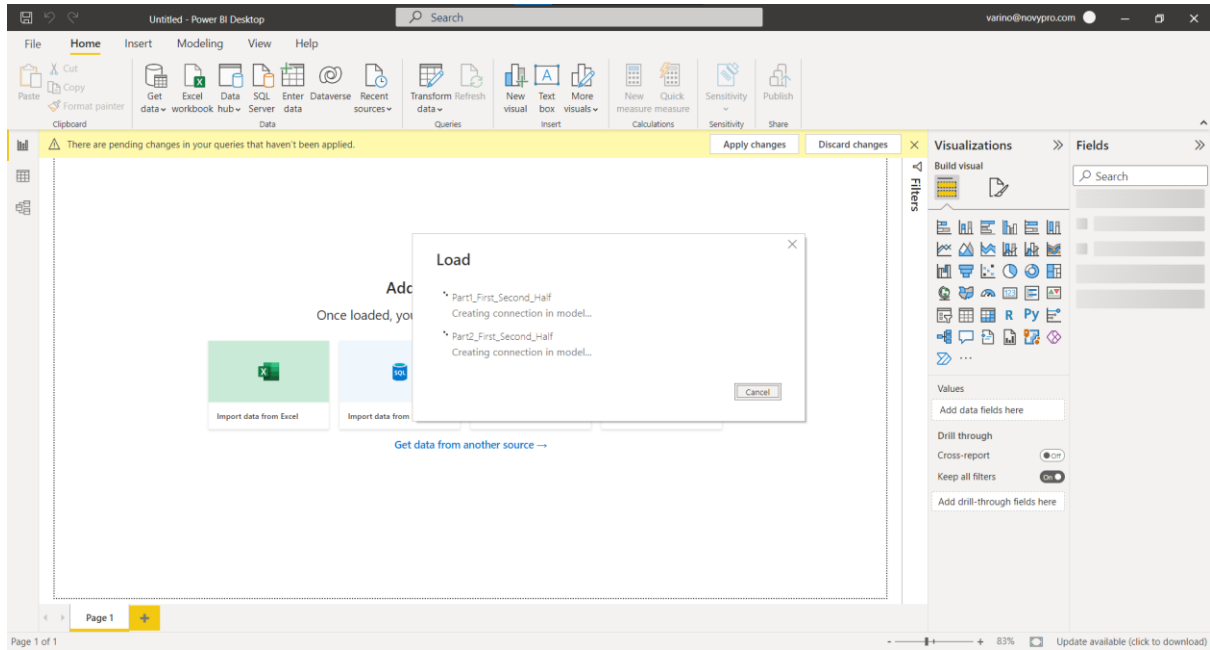 Untitled - Power BI Desktop
Search
varino@novypro.com
File Home Insert Modeling View Help
Paste
Cut
Copy
Format painter
Clipboard
Get data
Excel workbook
Data hub
SQL Server
Enter data
Dataverse
Recent sources
Data
Transform data
Refresh
Queries
New visual
Text box
More visuals
Insert
New measure
Quick measure
Calculations
Sensitivity
Sensitivity
Publish
Share
There are pending changes in your queries that haven't been applied.
Apply changes
Discard changes
Filters
Visualizations
Build visual
R Py
123
Values
Add data fields here
Drill through
Cross-report
Off
Keep all filters
On
Add drill-through fields here
Fields
Search
Add
Once loaded, you
Import data from Excel
SQL
Import data from
Get data from another source →
Load
Part1_First_Second_Half
Creating connection in model...
Part2_First_Second_Half
Creating connection in model...
Cancel
Page 1
Page 1 of 1
83%
Update available (click to download)